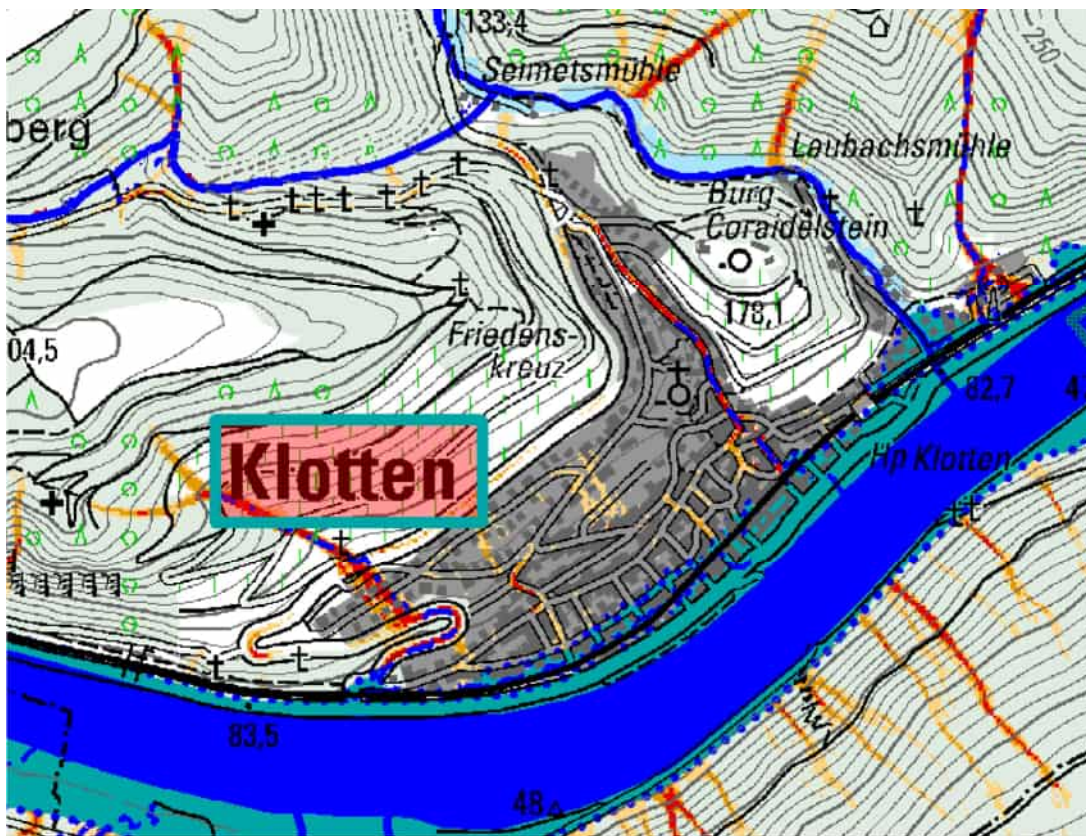 133,4
250
Seimetsmühle
berg
Leubachsmühle
Burg
Coraidelstein
178,1
04,5
Friedens-
kreuz
82,7
Klotten
Hp Klotten
83,5
48